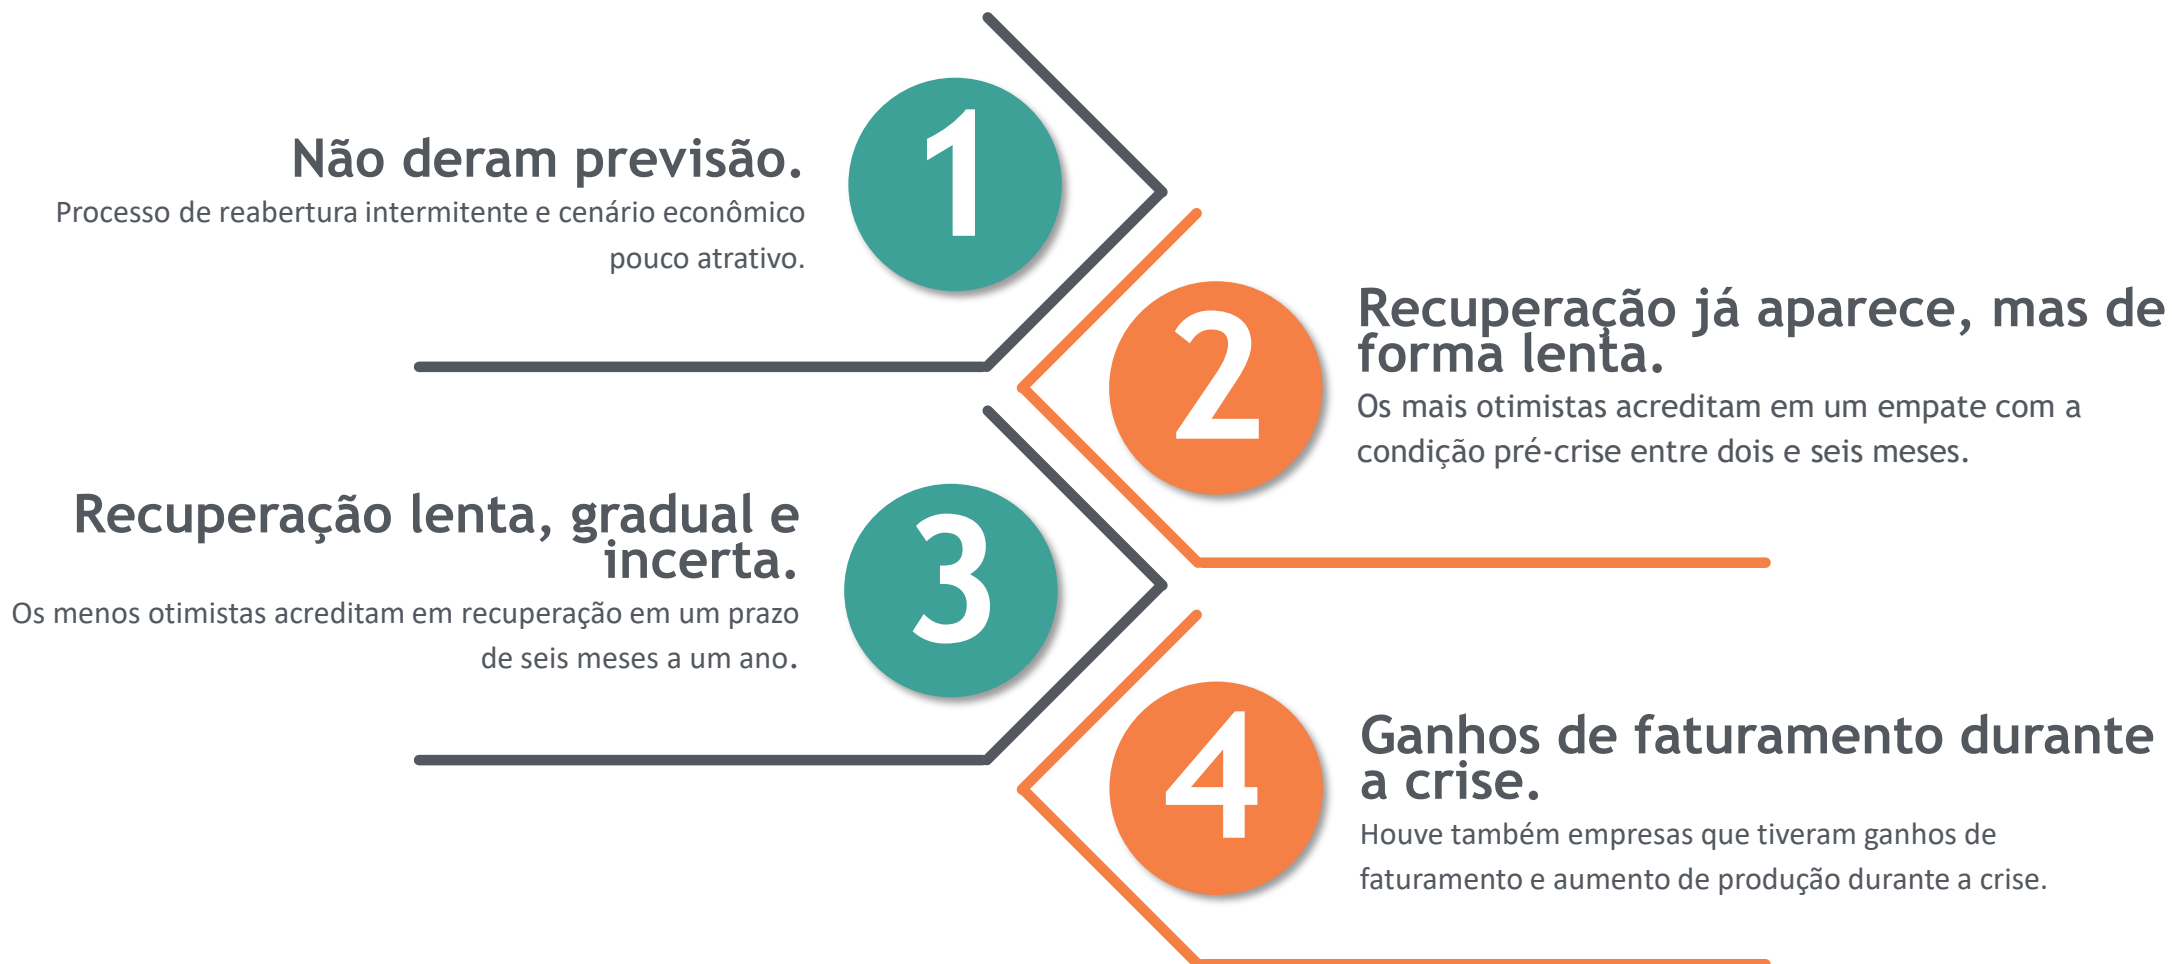 1
Não deram previsão.
Processo de reabertura intermitente e cenário econômico
pouco atrativo.
2
Recuperação já aparece, mas de
forma lenta.
Os mais otimistas acreditam em um empate com a
condição pré-crise entre dois e seis meses.
3
Recuperação lenta, gradual e
incerta.
Os menos otimistas acreditam em recuperação em um prazo
de seis meses a um ano.
4
Ganhos de faturamento durante
a crise.
Houve também empresas que tiveram ganhos de
faturamento e aumento de produção durante a crise.